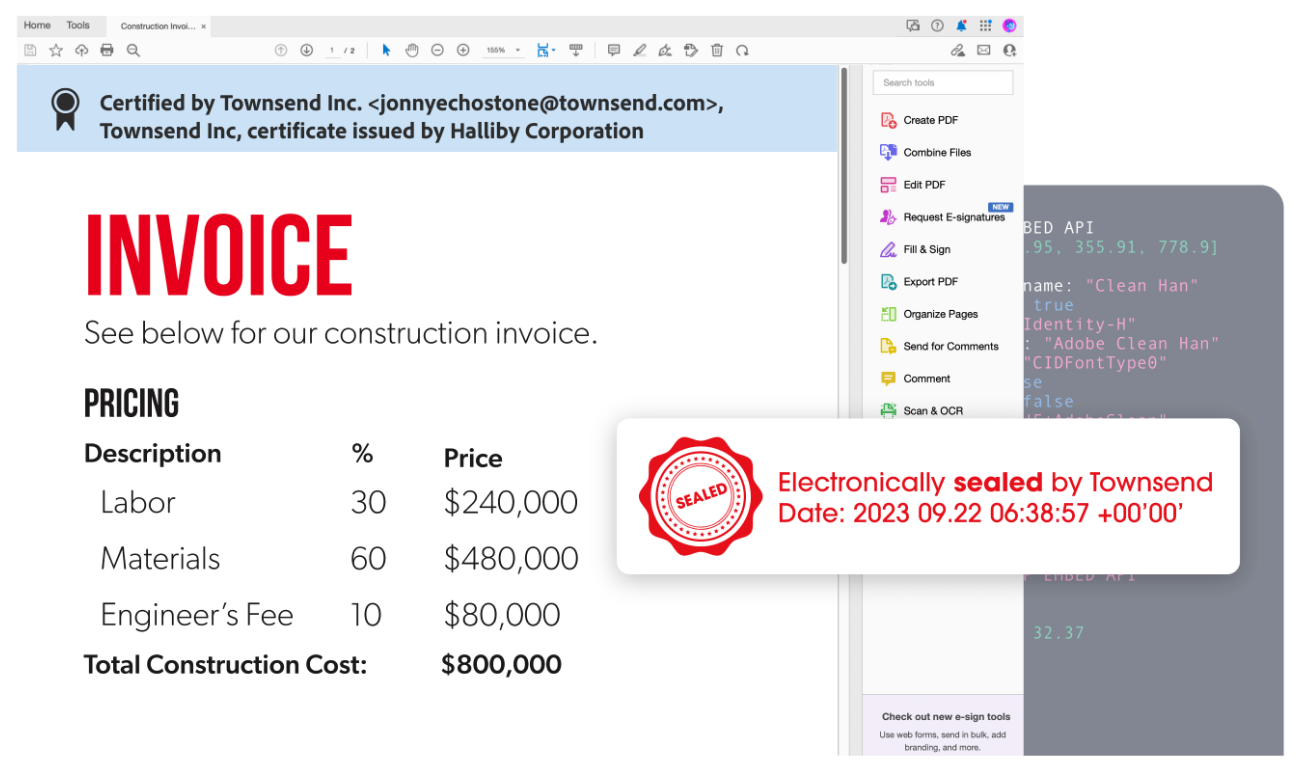 Home Tools Construction Invoi... ×
1 / 2 155%
Certified by Townsend Inc. <jonnyechostone@townsend.com>,
Townsend Inc, certificate issued by Halliby Corporation
INVOICE
See below for our construction invoice.
PRICING
Description % Price
Labor 30 $240,000
Materials 60 $480,000
Engineer’s Fee 10 $80,000
Total Construction Cost: $800,000
Search tools
Create PDF
Combine Files
Edit PDF
NEW
Request E-signatures
Fill & Sign
Export PDF
Organize Pages
Send for Comments
Comment
Scan & OCR
SEALED
Electronically sealed by Townsend
Date: 2023 09.22 06:38:57 +00’00’
Check out new e-sign tools
Use web forms, send in bulk, add
branding, and more.
BED API
.95, 355.91, 778.9]
name: "Clean Han"
true
Identity-H"
: "Adobe Clean Han"
"CIDFontType0"
se
false
EMBED API
32.37